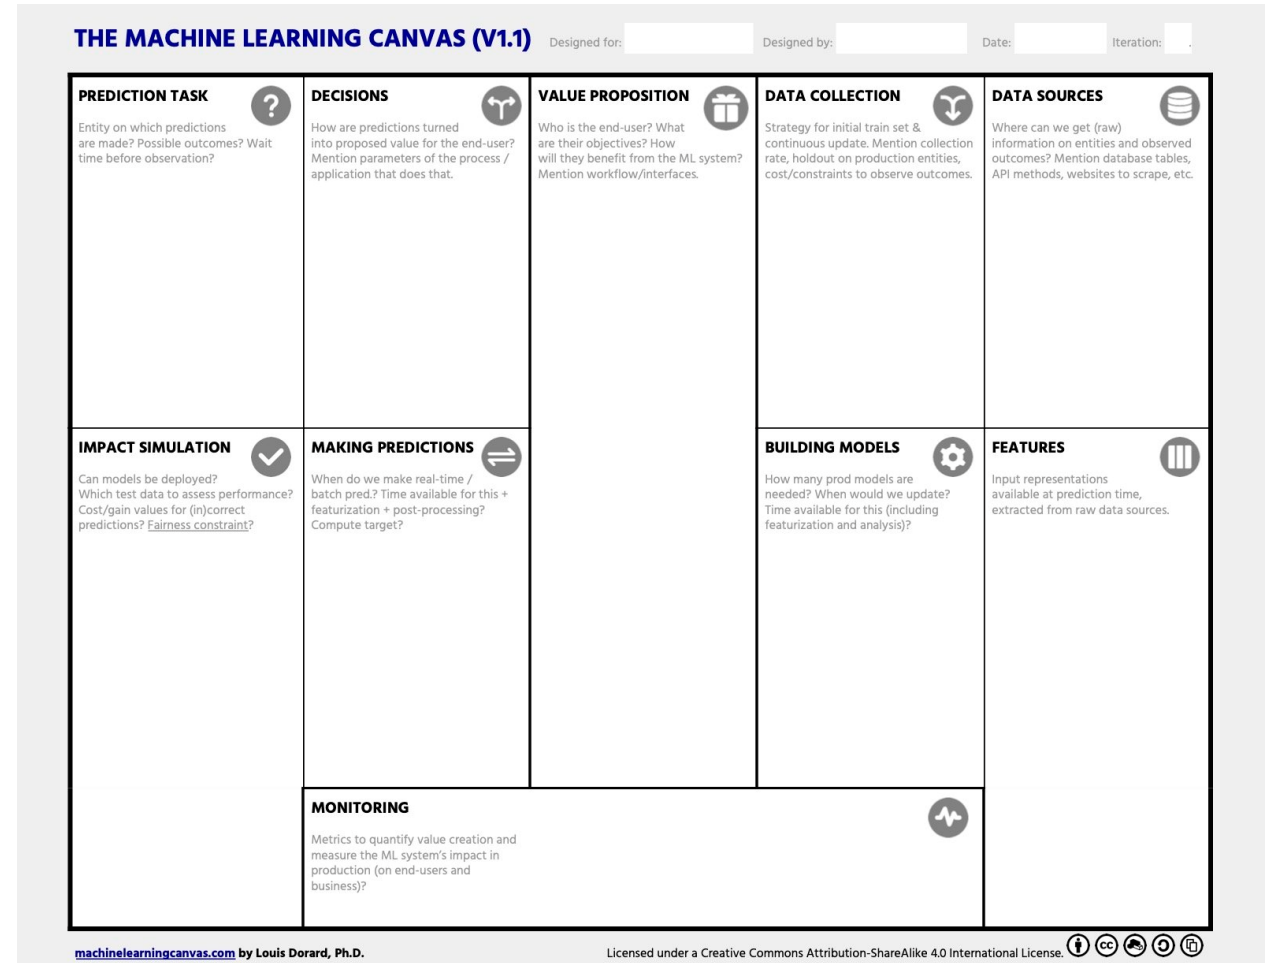 THE MACHINE LEARNING CANVAS (V1.1)
Designed for:
Designed by:
Date:
Iteration: .
PREDICTION TASK
Entity on which predictions
are made? Possible outcomes? Wait
time before observation?
DECISIONS
How are predictions turned
into proposed value for the end-user?
Mention parameters of the process /
application that does that.
VALUE PROPOSITION
Who is the end-user? What
are their objectives? How
will they benefit from the ML system?
Mention workflow/interfaces.
DATA COLLECTION
Strategy for initial train set &
continuous update. Mention collection
rate, holdout on production entities,
cost/constraints to observe outcomes.
DATA SOURCES
Where can we get (raw)
information on entities and observed
outcomes? Mention database tables,
API methods, websites to scrape, etc.
IMPACT SIMULATION
Can models be deployed?
Which test data to assess performance?
Cost/gain values for (in)correct
predictions? Fairness constraint?
MAKING PREDICTIONS
When do we make real-time /
batch pred.? Time available for this +
featurization + post-processing?
Compute target?
BUILDING MODELS
How many prod models are
needed? When would we update?
Time available for this (including
featurization and analysis)?
FEATURES
Input representations
available at prediction time,
extracted from raw data sources.
MONITORING
Metrics to quantify value creation and
measure the ML system's impact in
production (on end-users and
business)?
machinelearningcanvas.com by Louis Dorard, Ph.D.
Licensed under a Creative Commons Attribution-ShareAlike 4.0 International License.